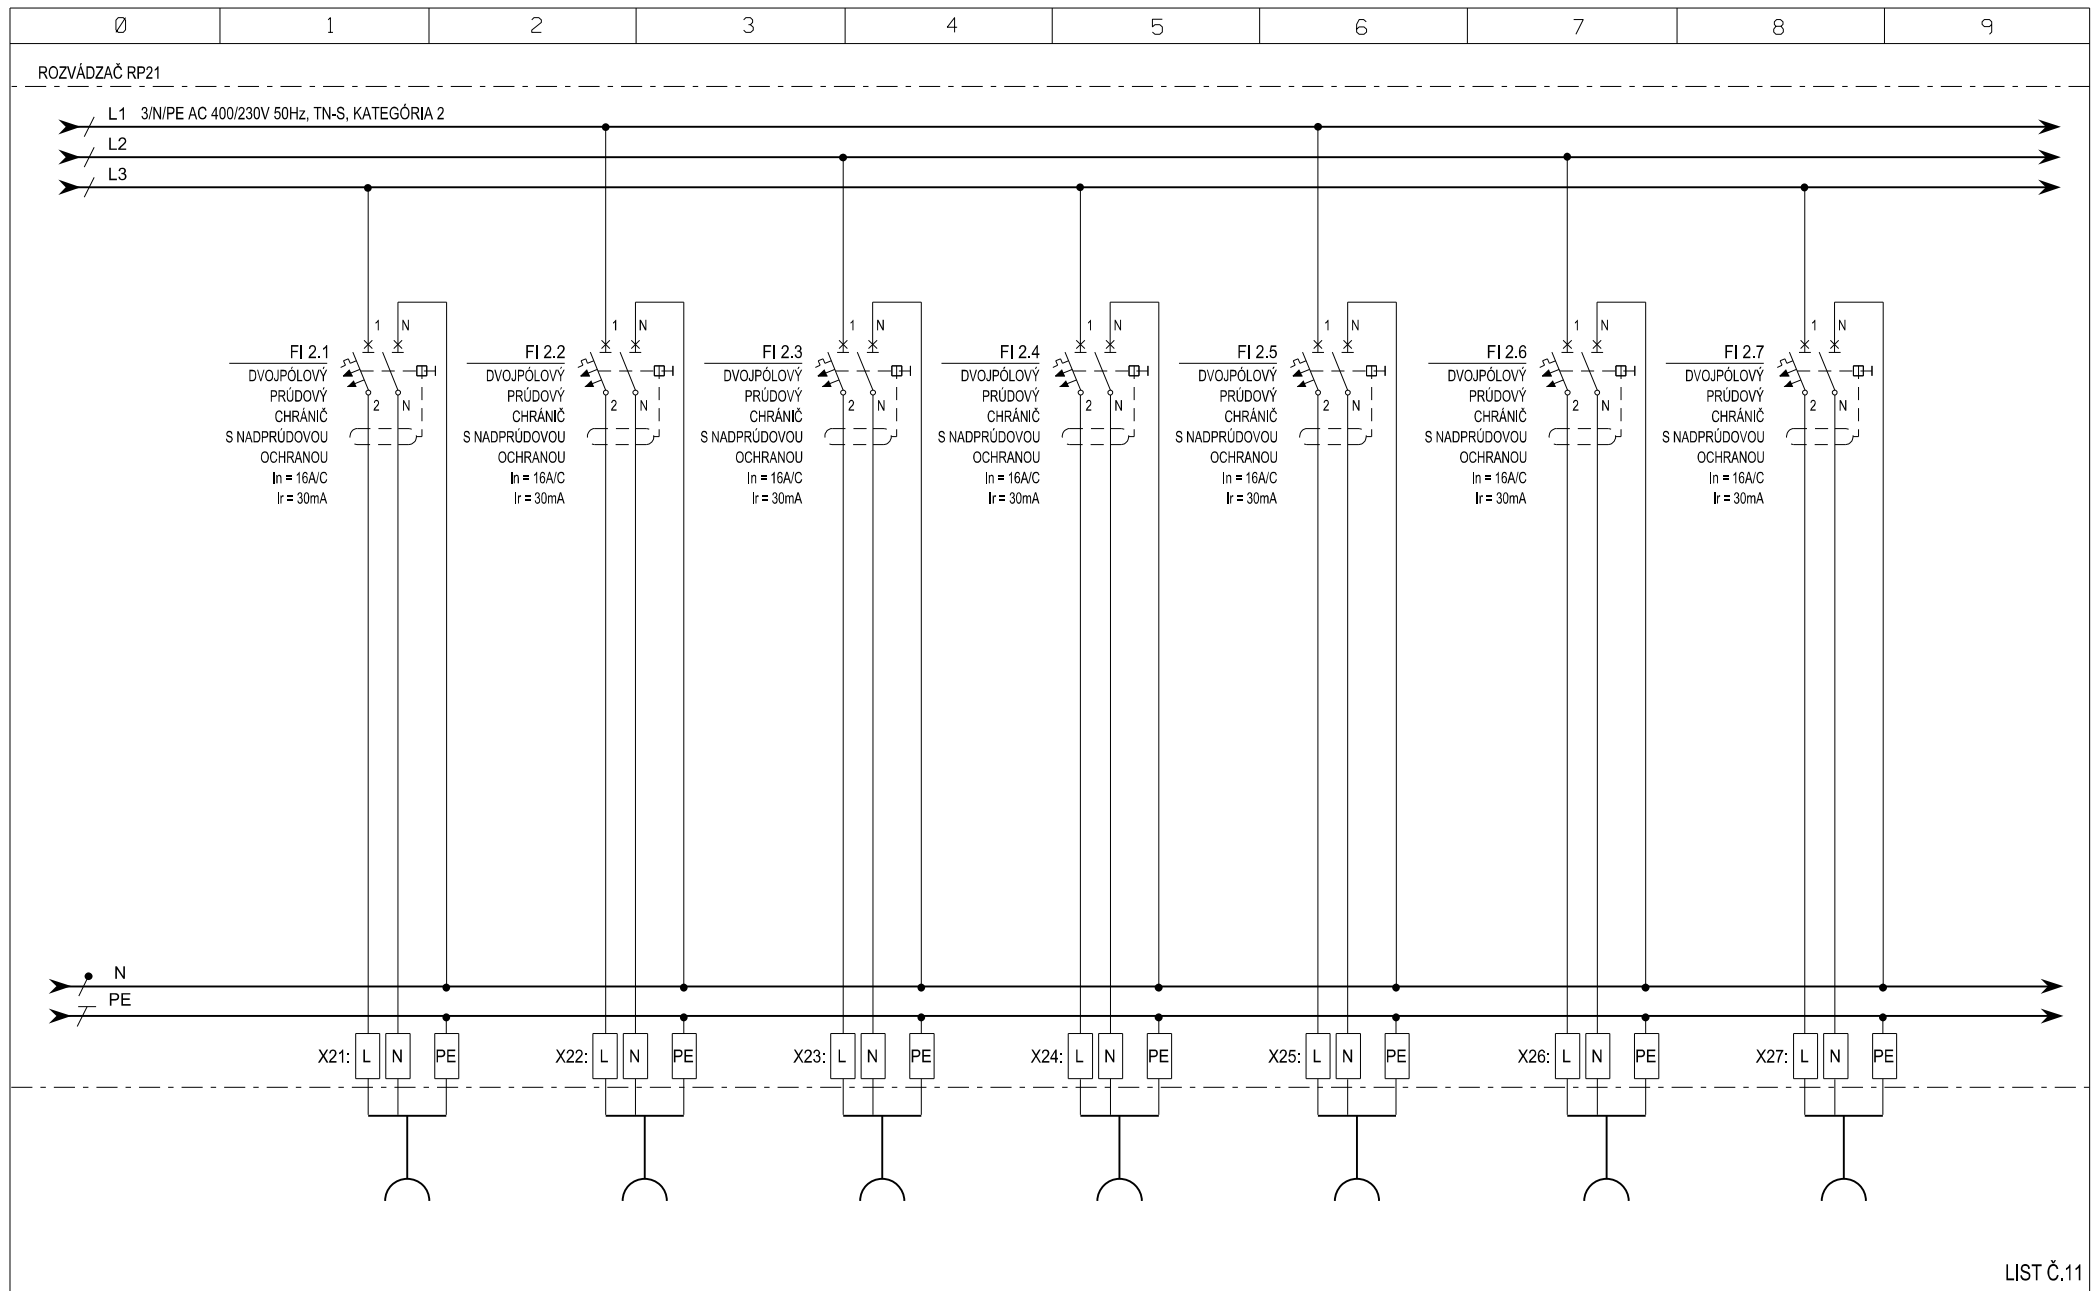 0 1 2 3 4 5 6 7 8 9
ROZVÁDZAČ RP21
L1 3/N/PE AC 400/230V 50Hz, TN-S, KATEGÓRIA 2
L2
L3
1 N 1 N 1 N 1 N 1 N 1 N 1 N
FI 2.1 FI 2.2 FI 2.3 FI 2.4 FI 2.5 FI 2.6 FI 2.7
DVOJPÓLOVÝ DVOJPÓLOVÝ DVOJPÓLOVÝ DVOJPÓLOVÝ DVOJPÓLOVÝ DVOJPÓLOVÝ DVOJPÓLOVÝ
PRÚDOVÝ PRÚDOVÝ PRÚDOVÝ PRÚDOVÝ PRÚDOVÝ PRÚDOVÝ PRÚDOVÝ
2 N 2 N 2 N 2 N 2 N 2 N 2 N
CHRÁNIČ CHRÁNIČ CHRÁNIČ CHRÁNIČ CHRÁNIČ CHRÁNIČ CHRÁNIČ
S NADPRÚDOVOU S NADPRÚDOVOU S NADPRÚDOVOU S NADPRÚDOVOU S NADPRÚDOVOU S NADPRÚDOVOU S NADPRÚDOVOU
OCHRANOU OCHRANOU OCHRANOU OCHRANOU OCHRANOU OCHRANOU OCHRANOU
In = 16A/C In = 16A/C In = 16A/C In = 16A/C In = 16A/C In = 16A/C In = 16A/C
Ir = 30mA Ir = 30mA Ir = 30mA Ir = 30mA Ir = 30mA Ir = 30mA Ir = 30mA
N
PE
X21: L N PE X22: L N PE X23: L N PE X24: L N PE X25: L N PE X26: L N PE X27: L N PE
LIST Č.11